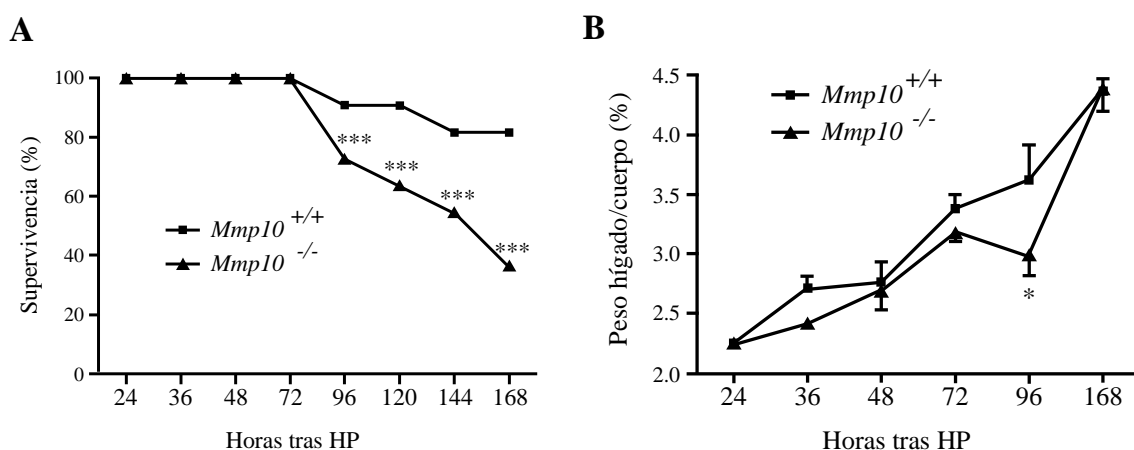 A
100
80
60
40
20
0
Supervivencia (%)
***
***
***
***
Mmp10 +/+
Mmp10 -/-
24 36 48 72 96 120 144 168
Horas tras HP
B
4.5
4.0
3.5
3.0
2.5
2.0
Peso hígado/cuerpo (%)
Mmp10 +/+
Mmp10 -/-
*
24 36 48 72 96 168
Horas tras HP